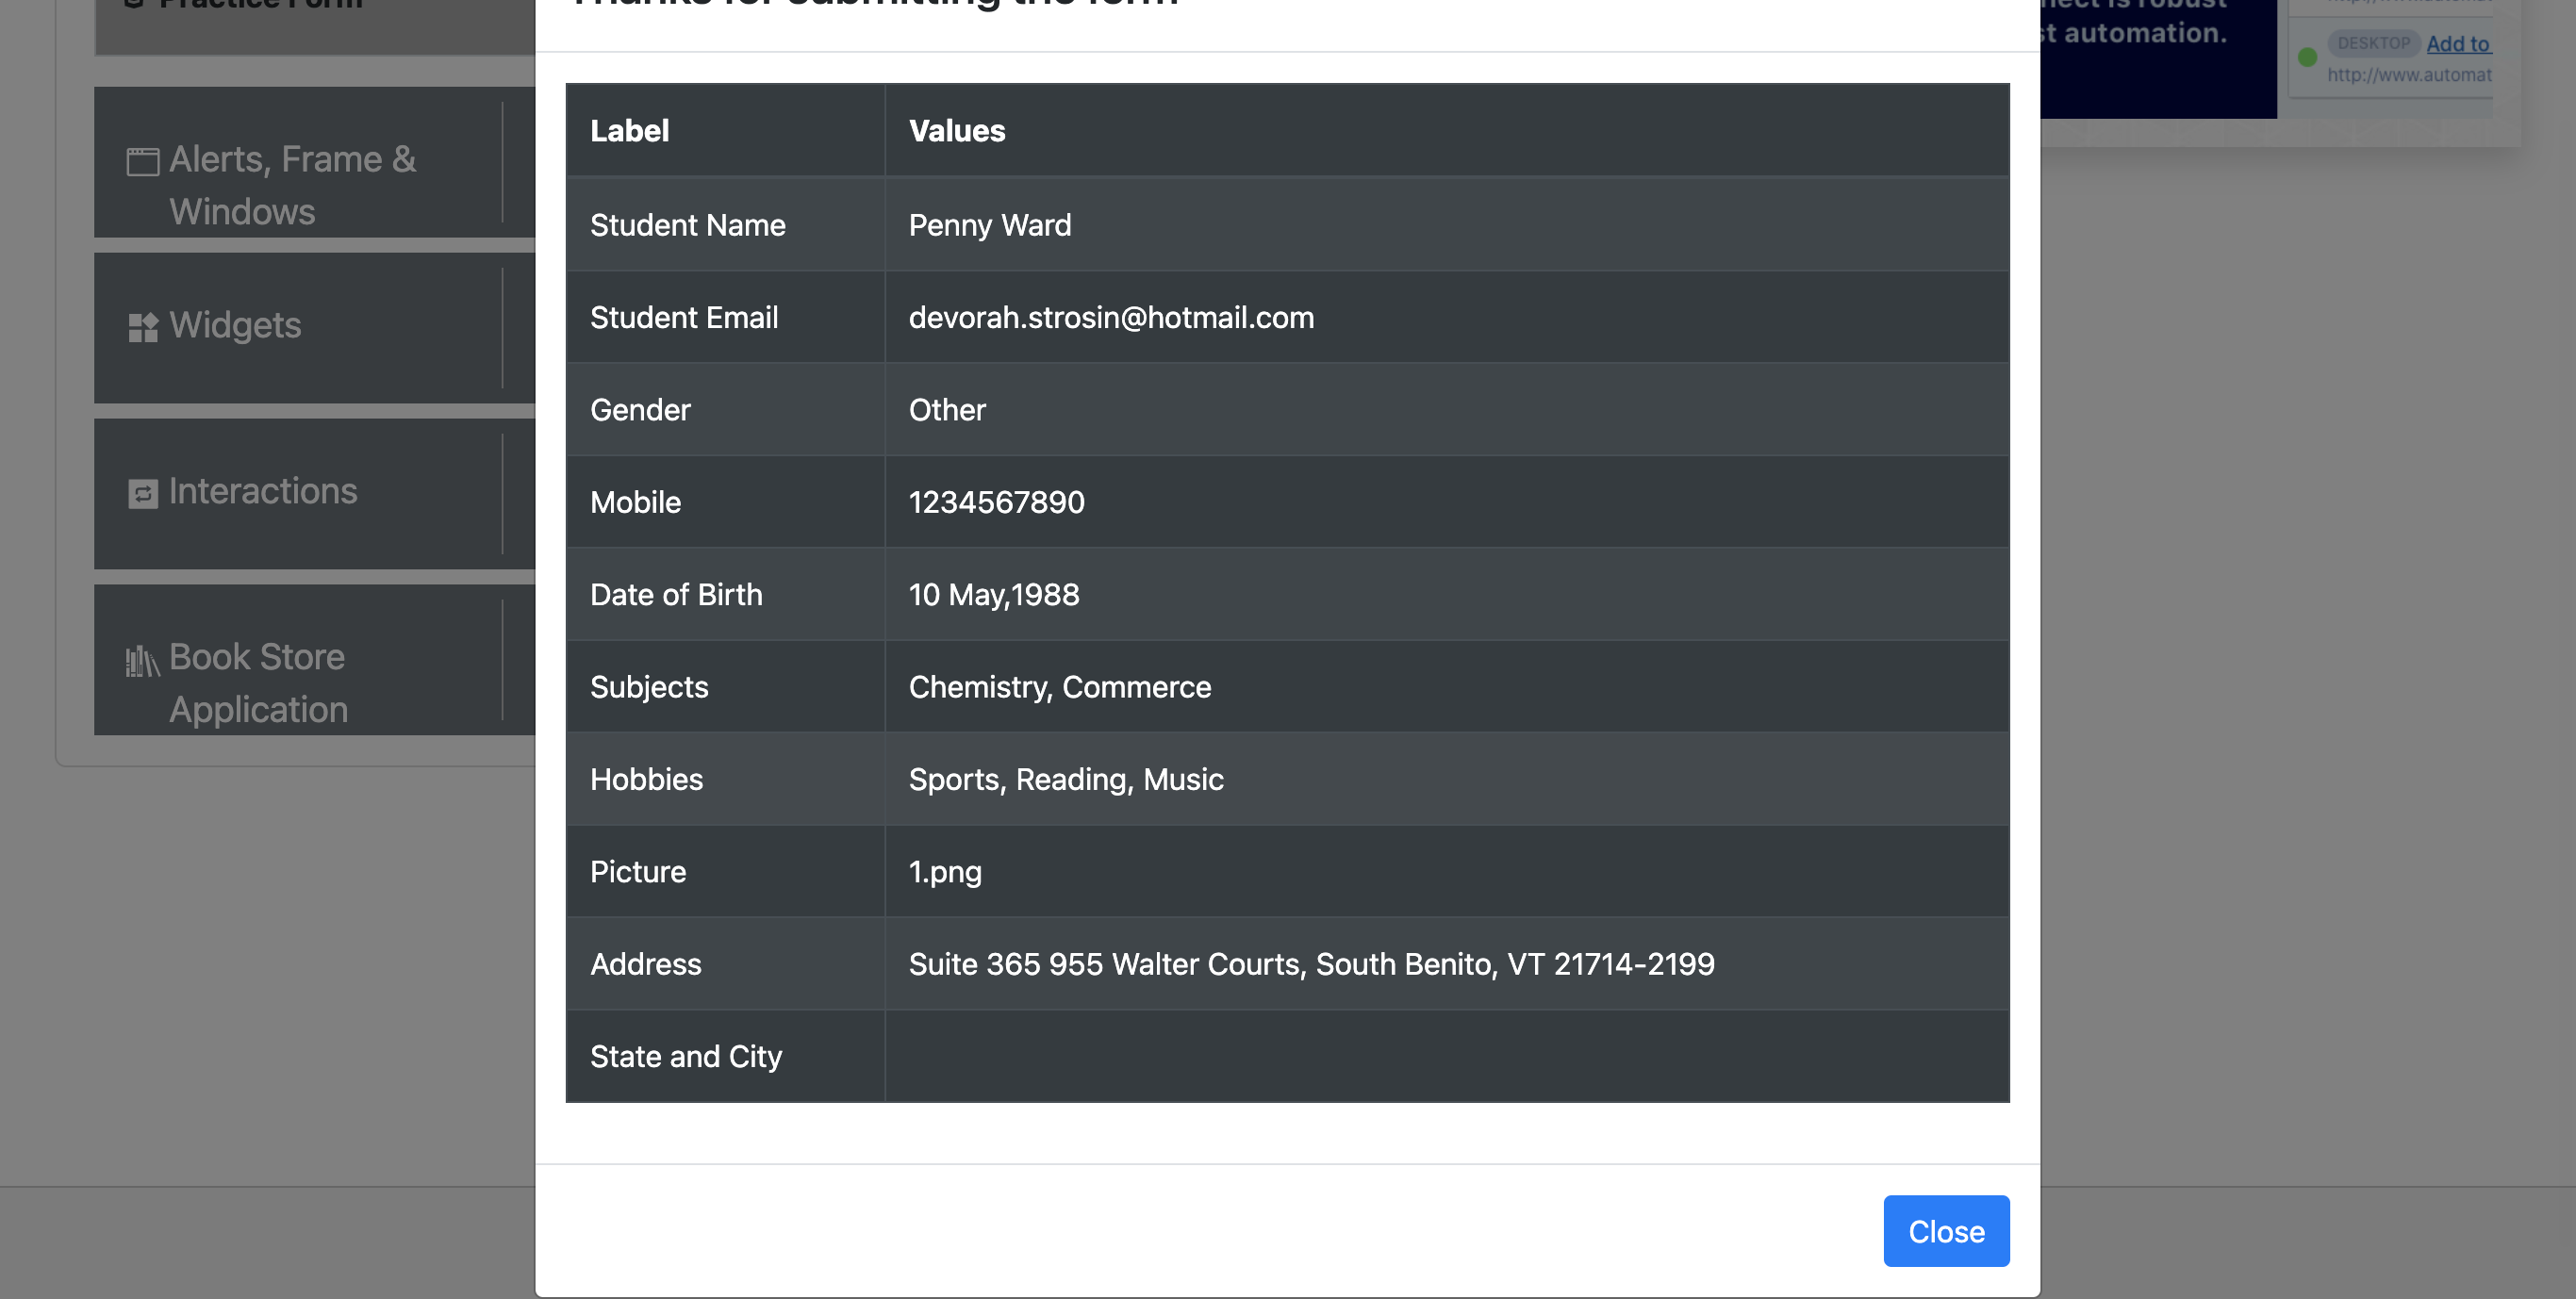 Practice Form
Thanks for submitting the form
Label Values
Student Name Penny Ward
Student Email devorah.strosin@hotmail.com
Gender Other
Mobile 1234567890
Date of Birth 10 May,1988
Subjects Chemistry, Commerce
Hobbies Sports, Reading, Music
Picture 1.png
Address Suite 365 955 Walter Courts, South Benito, VT 21714-2199
State and City
Close
Alerts, Frame &
Windows
Widgets
Interactions
Book Store
Application
is robust
automation.
DESKTOP Add to
http://www.automat